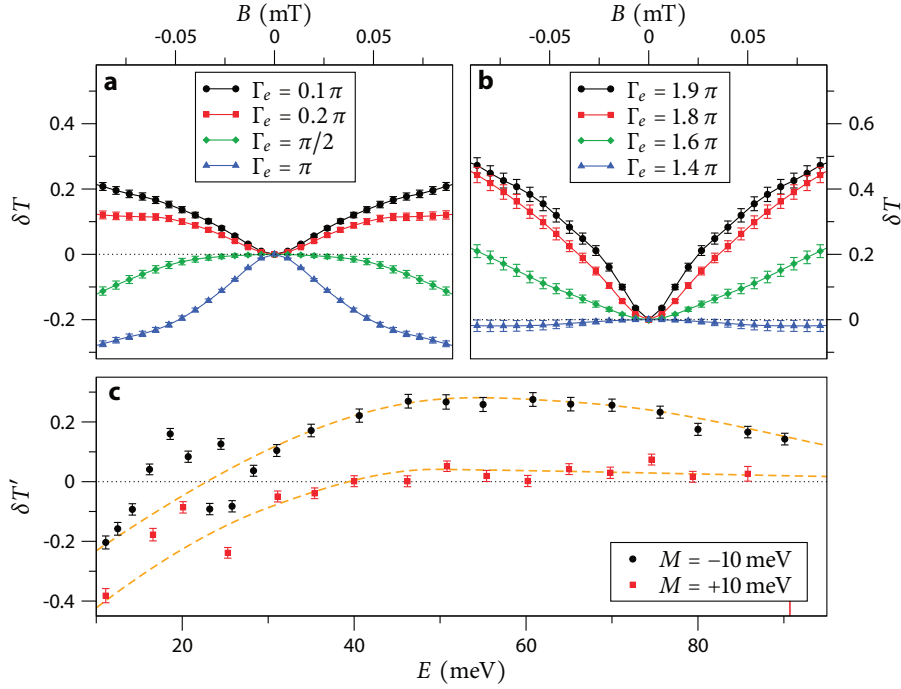 B (mT)
B (mT)
-0.05 0 0.05
-0.05 0 0.05
a
Γe = 0.1 π
Γe = 0.2 π
Γe = π/2
Γe = π
b
Γe = 1.9 π
Γe = 1.8 π
Γe = 1.6 π
Γe = 1.4 π
0.4
0.2
0
-0.2
δT
0.6
0.4
0.2
0
δT
c
0.2
0
-0.2
-0.4
δT′
M = −10 meV
M = +10 meV
20 40 60 80
E (meV)